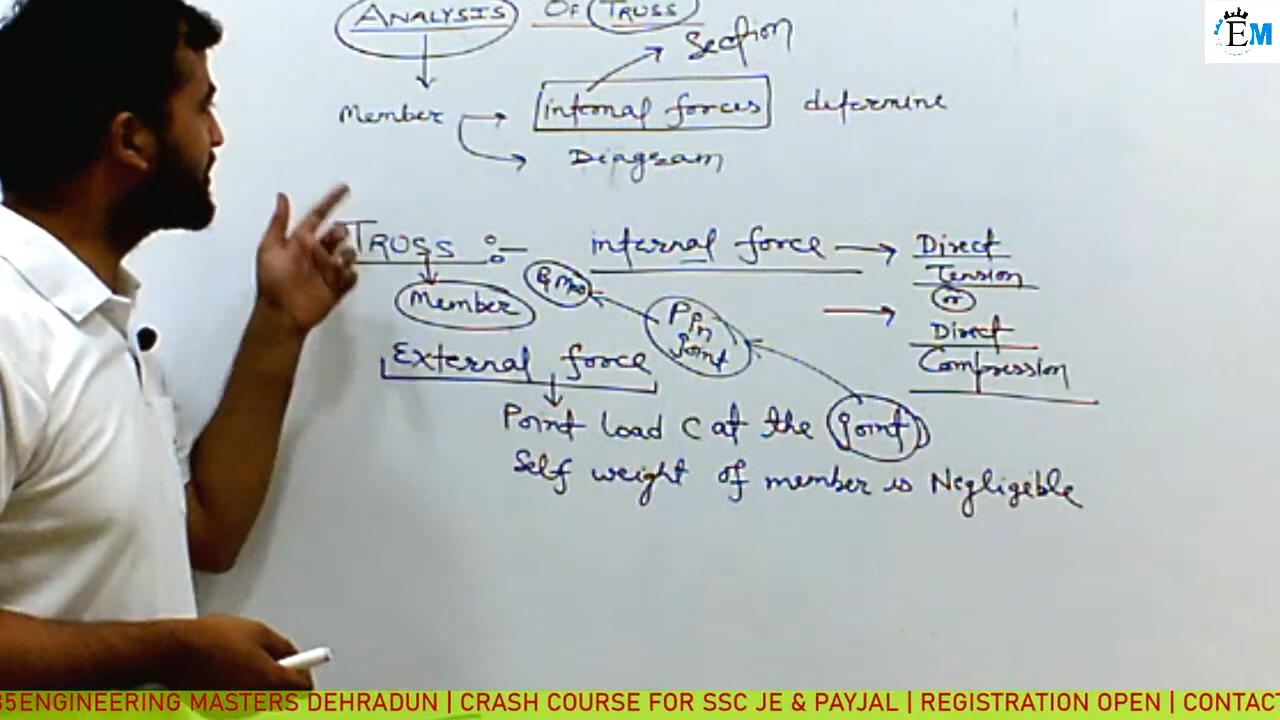 ANALYSIS OF TRUSS
Section
Member internal forces determine
Diagram
TRUSS :- internal force Direct
Tension
or
Member
Pin
Joint
Direct
Compression
External force
Point load ( at the joint)
Self weight of member is Negligible
EM
35ENGINEERING MASTERS DEHRADUN | CRASH COURSE FOR SSC JE & PAYJAL | REGISTRATION OPEN | CONTAC